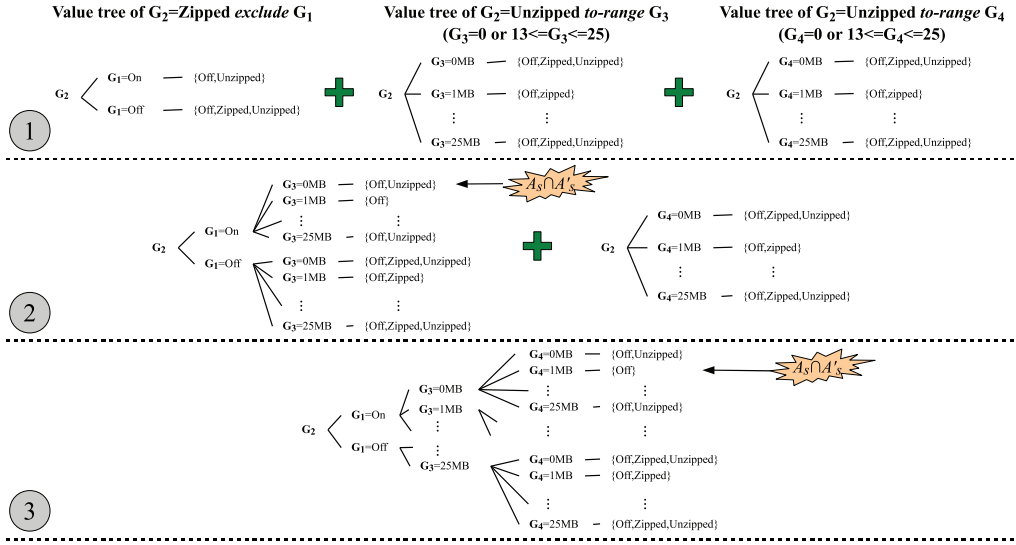 Value tree of G2=Zipped exclude G1
Value tree of G2=Unzipped to-range G3
(G3=0 or 13<=G3<=25)
Value tree of G2=Unzipped to-range G4
(G4=0 or 13<=G4<=25)
G2
G1=On {Off,Unzipped}
G1=Off {Off,Zipped,Unzipped}
G2
G3=0MB {Off,Zipped,Unzipped}
G3=1MB {Off,zipped}
⋮ ⋮
G3=25MB {Off,Zipped,Unzipped}
G2
G4=0MB {Off,Zipped,Unzipped}
G4=1MB {Off,zipped}
⋮ ⋮
G4=25MB {Off,Zipped,Unzipped}
1
G2
G1=On
G3=0MB {Off,Unzipped}
G3=1MB {Off}
⋮ ⋮
G3=25MB {Off,Unzipped}
G1=Off
G3=0MB {Off,Zipped,Unzipped}
G3=1MB {Off,Zipped}
⋮ ⋮
G3=25MB {Off,Zipped,Unzipped}
As∩A's
G2
G4=0MB {Off,Zipped,Unzipped}
G4=1MB {Off,zipped}
⋮ ⋮
G4=25MB {Off,Zipped,Unzipped}
2
G2
G1=On
G1=Off
G3=0MB
G3=1MB
⋮
⋮
G3=25MB
G4=0MB {Off,Unzipped}
G4=1MB {Off}
⋮ ⋮
G4=25MB {Off,Unzipped}
⋮ ⋮
G4=0MB {Off,Zipped,Unzipped}
G4=1MB {Off,Zipped}
⋮ ⋮
G4=25MB {Off,Zipped,Unzipped}
As∩A's
3